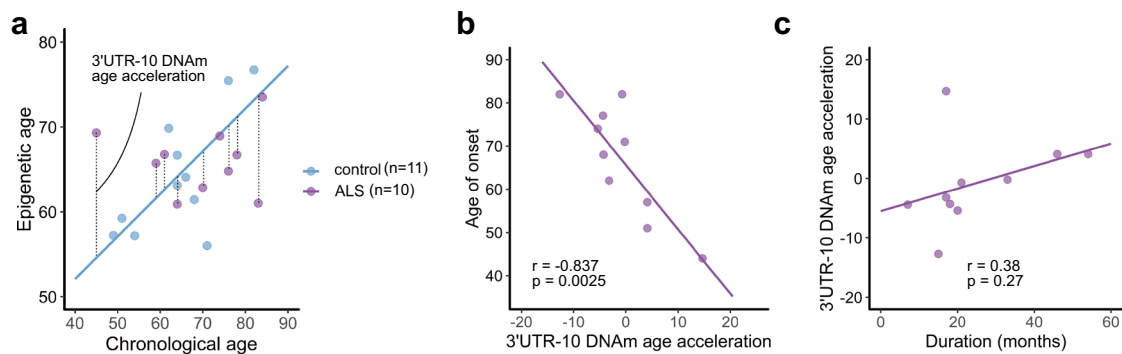 a
80
70
60
50
Epigenetic age
3'UTR-10 DNAm
age acceleration
40 50 60 70 80 90
Chronological age
control (n=11)
ALS (n=10)
b
90
80
70
60
50
40
Age of onset
r = -0.837
p = 0.0025
-20 -10 0 10 20
3'UTR-10 DNAm age acceleration
c
20
10
0
-10
-20
3'UTR-10 DNAm age acceleration
r = 0.38
p = 0.27
0 20 40 60
Duration (months)